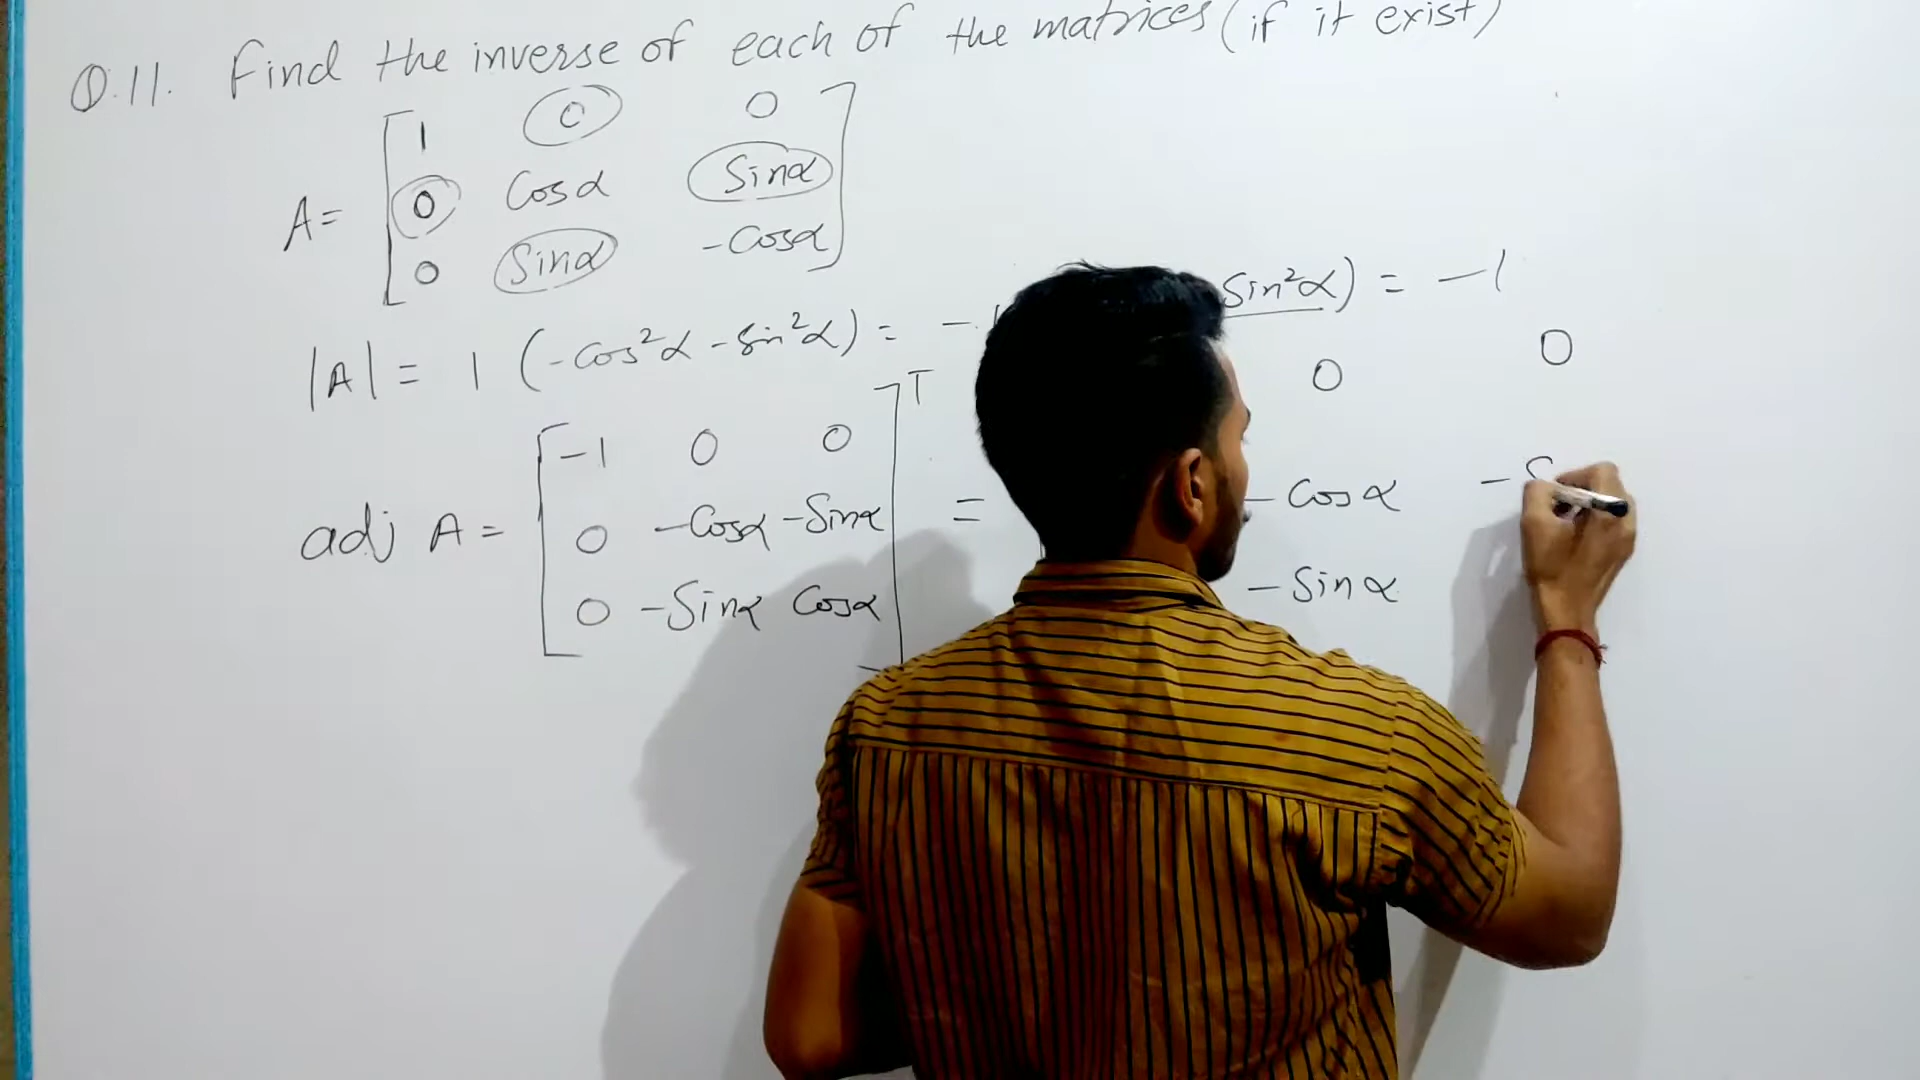 Q.11. Find the inverse of each of the matrices (if it exist)
A = [ 1 0 0
0 Cosα Sinα
0 Sinα -Cosα ]
|A| = 1 (-Cos²α - Sin²α) = - Sin²α) = -1
adj A = [ -1 0 0
0 -Cosα -Sinα
0 -Sinα Cosα ]T =
0 0
- Cosα - S
- Sinα